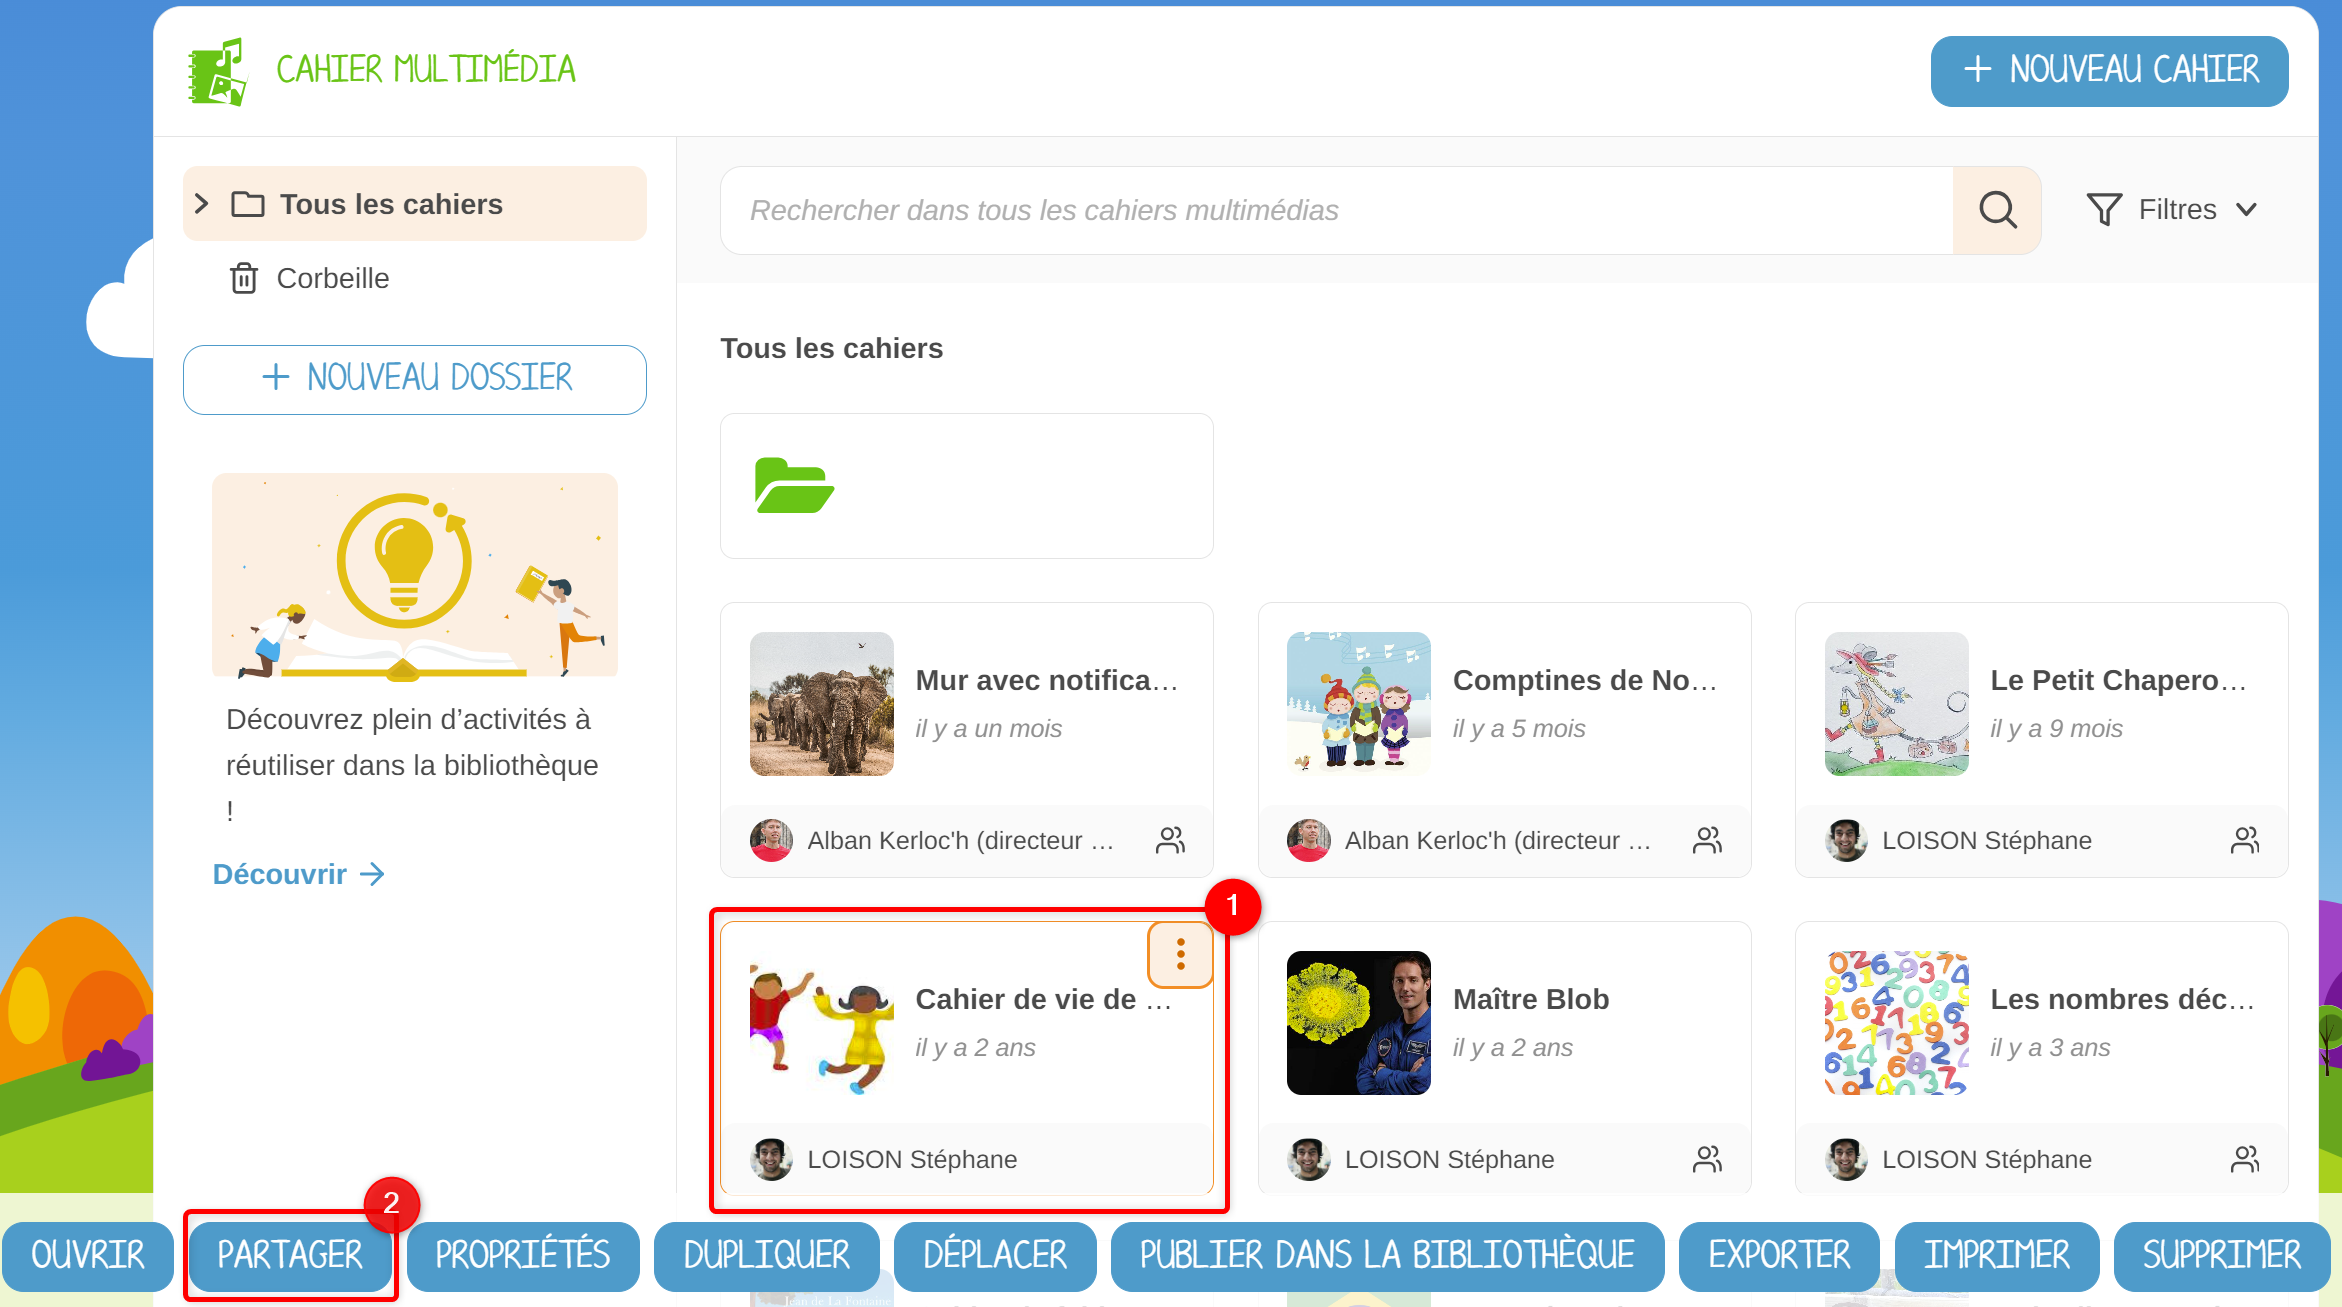 CAHIER MULTIMÉDIA
+ NOUVEAU CAHIER
Tous les cahiers
Corbeille
+ NOUVEAU DOSSIER
Découvrez plein d’activités à
réutiliser dans la bibliothèque
!
Découvrir →
Rechercher dans tous les cahiers multimédias
Filtres
Tous les cahiers
Mur avec notifica...
il y a un mois
Alban Kerloc'h (directeur ...
Comptines de No...
il y a 5 mois
Alban Kerloc'h (directeur ...
Le Petit Chapero...
il y a 9 mois
LOISON Stéphane
1
Cahier de vie de ...
il y a 2 ans
LOISON Stéphane
Maître Blob
il y a 2 ans
LOISON Stéphane
Les nombres déc...
il y a 3 ans
LOISON Stéphane
2
OUVRIR
PARTAGER
PROPRIÉTÉS
DUPLIQUER
DÉPLACER
PUBLIER DANS LA BIBLIOTHÈQUE
EXPORTER
IMPRIMER
SUPPRIMER
Jean de La Fontaine